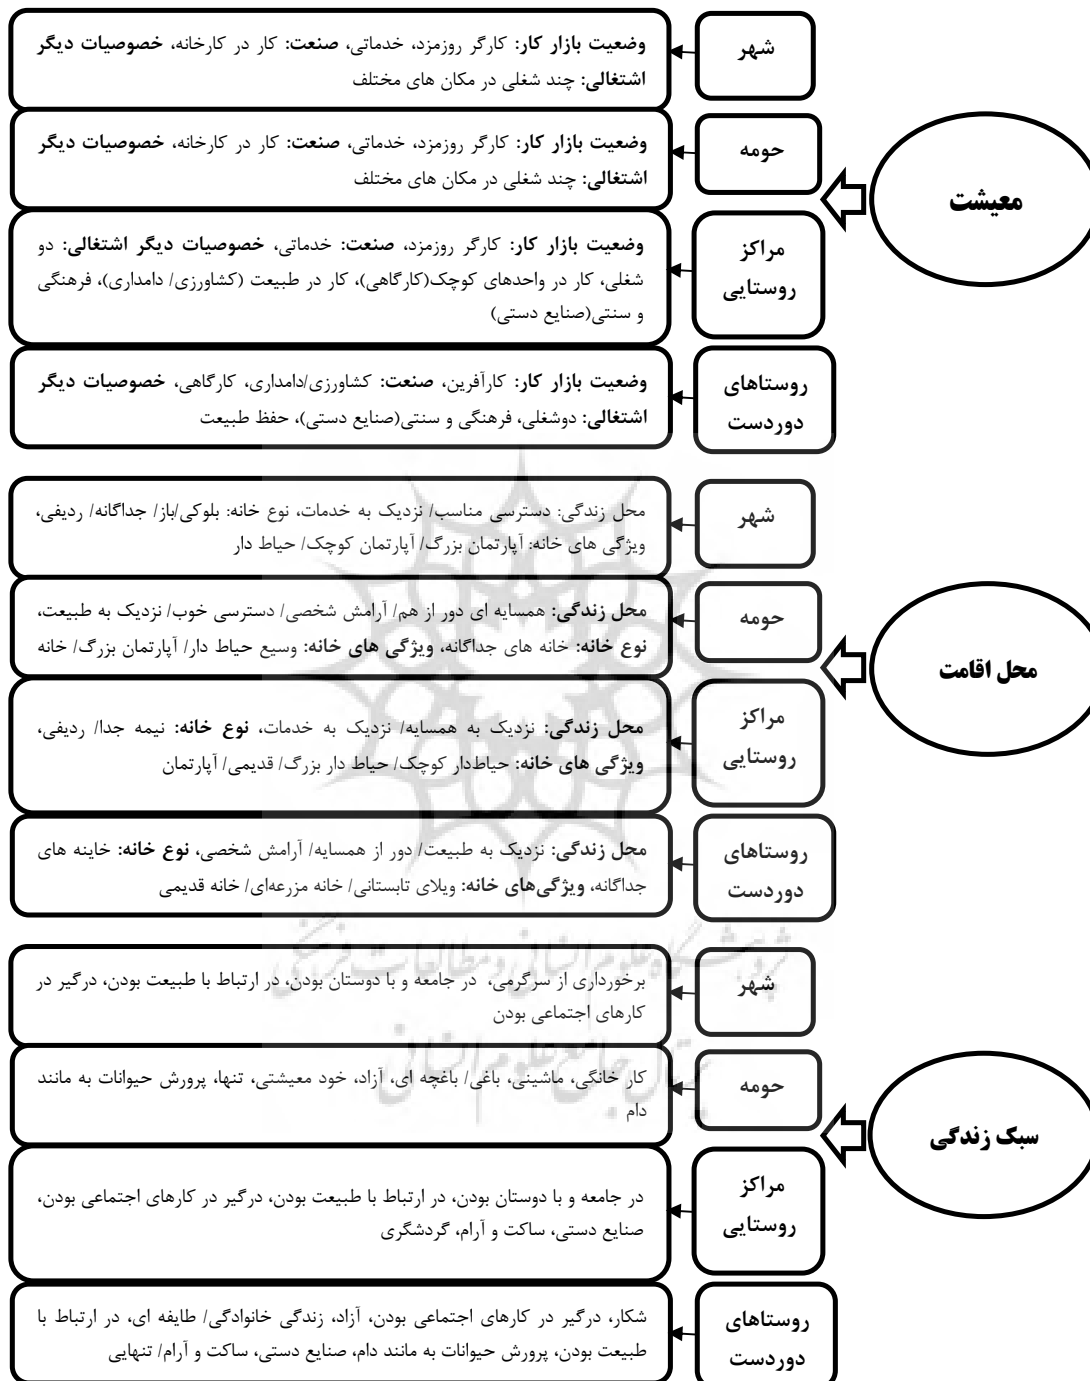 معیشت
شهر
وضعیت بازار کار: کارگر روزمزد، خدماتی، صنعت: کار در کارخانه، خصوصیات دیگر
اشتغالی: چند شغلی در مکان های مختلف
حومه
وضعیت بازار کار: کارگر روزمزد، خدماتی، صنعت: کار در کارخانه، خصوصیات دیگر
اشتغالی: چند شغلی در مکان های مختلف
مراکز
روستایی
وضعیت بازار کار: کارگر روزمزد، صنعت: خدماتی، خصوصیات دیگر اشتغالی: دو
شغلی، کار در واحدهای کوچک(کارگاهی)، کار در طبیعت (کشاورزی/ دامداری)، فرهنگی
و سنتی(صنایع دستی)
روستاهای
دوردست
وضعیت بازار کار: کارآفرین، صنعت: کشاورزی/دامداری، کارگاهی، خصوصیات دیگر
اشتغالی: دوشغلی، فرهنگی و سنتی(صنایع دستی)، حفظ طبیعت
محل اقامت
شهر
محل زندگی: دسترسی مناسب/ نزدیک به خدمات، نوع خانه: بلوکی/باز/ جداگانه/ ردیفی،
ویژگی های خانه: آپارتمان بزرگ/ آپارتمان کوچک/ حیاط دار
حومه
محل زندگی: همسایه ای دور از هم/ آرامش شخصی/ دسترسی خوب/ نزدیک به طبیعت،
نوع خانه: خانه های جداگانه، ویژگی های خانه: وسیع حیاط دار/ آپارتمان بزرگ/ خانه
مراکز
روستایی
محل زندگی: نزدیک به همسایه/ نزدیک به خدمات، نوع خانه: نیمه جدا/ ردیفی،
ویژگی های خانه: حیاط‌دار کوچک/ حیاط دار بزرگ/ قدیمی/ آپارتمان
روستاهای
دوردست
محل زندگی: نزدیک به طبیعت/ دور از همسایه/ آرامش شخصی، نوع خانه: خاینه های
جداگانه، ویژگی‌های خانه: ویلای تابستانی/ خانه مزرعه‌ای/ خانه قدیمی
سبک زندگی
شهر
برخورداری از سرگرمی، در جامعه و با دوستان بودن، در ارتباط با طبیعت بودن، درگیر در
کارهای اجتماعی بودن
حومه
کار خانگی، ماشینی، باغی/ باغچه ای، آزاد، خود معیشتی، تنها، پرورش حیوانات به مانند
دام
مراکز
روستایی
در جامعه و با دوستان بودن، در ارتباط با طبیعت بودن، درگیر در کارهای اجتماعی بودن،
صنایع دستی، ساکت و آرام، گردشگری
روستاهای
دوردست
شکار، درگیر در کارهای اجتماعی بودن، آزاد، زندگی خانوادگی/ طایفه ای، در ارتباط با
طبیعت بودن، پرورش حیوانات به مانند دام، صنایع دستی، ساکت و آرام/ تنهایی
پژوهشگاه علوم انسانی و مطالعات فرهنگی
پرتال جامع علوم انسانی